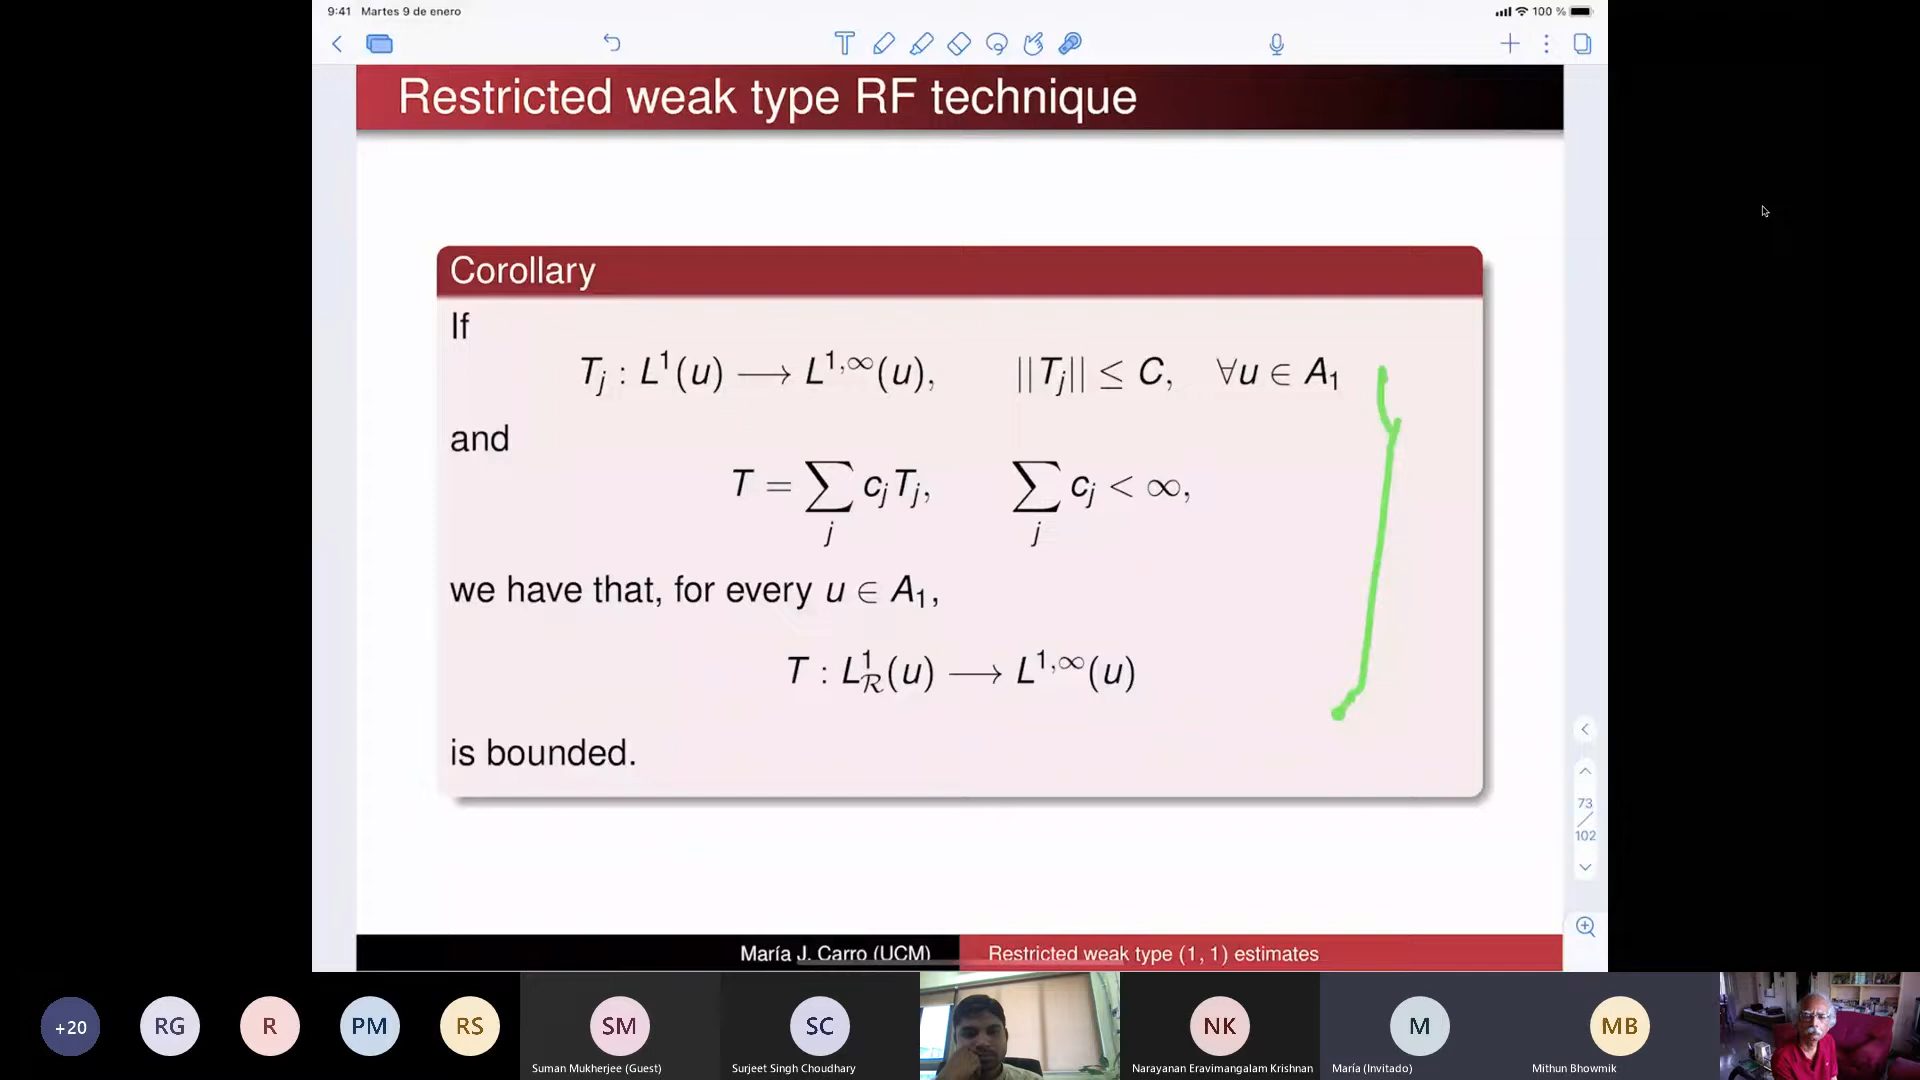 9:41 Martes 9 de enero
100 %
Restricted weak type RF technique
Corollary
If
T_j : L^1(u) ⟶ L^{1,∞}(u), ||T_j|| ≤ C, ∀u ∈ A_1
and
T = ∑_j c_j T_j, ∑_j c_j < ∞,
we have that, for every u ∈ A_1,
T : L^1_ℛ(u) ⟶ L^{1,∞}(u)
is bounded.
73
102
María J. Carro (UCM) Restricted weak type (1, 1) estimates
+20 RG R PM RS SM SC NK M MB
Suman Mukherjee (Guest) Surjeet Singh Choudhary Narayanan Eravimangalam Krishnan María (Invitado) Mithun Bhowmik